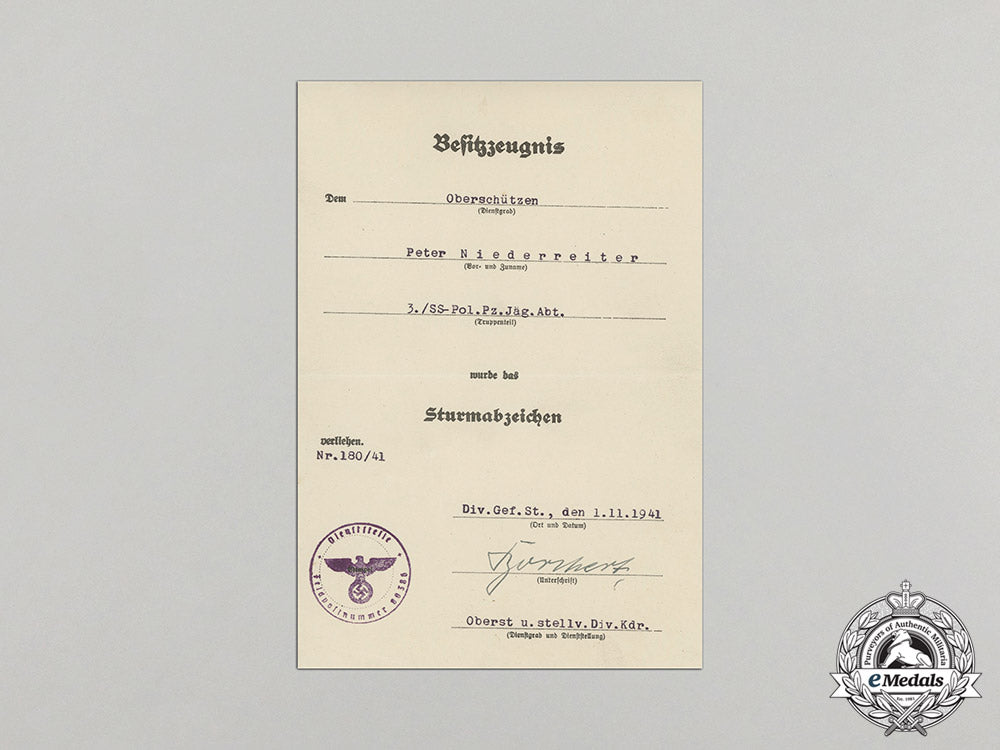 Besitzzeugnis
Dem Oberschützen
(Dienstgrad)
Peter Niederreiter
(Vor- und Zuname)
3./SS-Pol.Pz.Jäg.Abt.
(Truppenteil)
wurde das
Sturmabzeichen
verliehen.
Nr.180/41
Div.Gef.St., den 1.11.1941
(Ort und Datum)
(Unterschrift)
Oberst u.stellv.Div.Kdr.
(Dienstgrad und Dienststellung)
Dienststelle
Feldpostnummer
Purveyors of Authentic Militaria
eMedals
Est. 1985